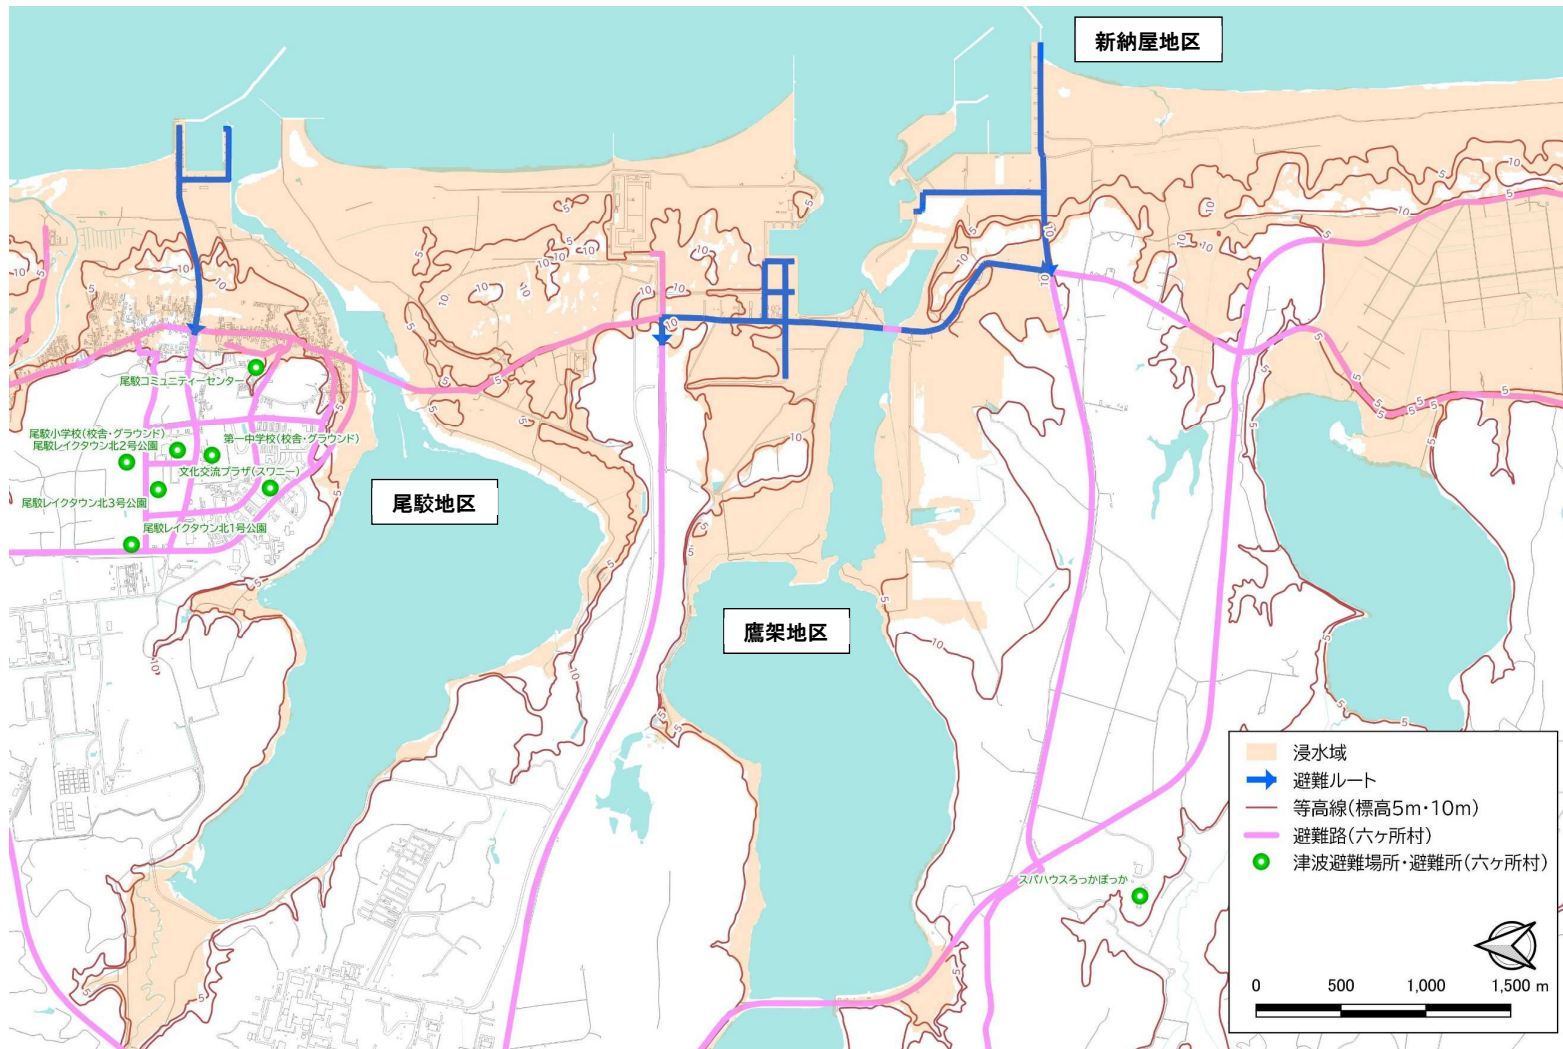 新納屋地区
尾駮コミュニティーセンター
尾駮小学校(校舎・グラウンド)
尾駮レイクタウン北2号公園
第一中学校(校舎・グラウンド)
文化交流プラザ(スワニー)
尾駮レイクタウン北3号公園
尾駮レイクタウン北1号公園
尾駮地区
鷹架地区
スパハウスろっかぽっか
浸水域
避難ルート
等高線(標高5m・10m)
避難路(六ヶ所村)
津波避難場所・避難所(六ヶ所村)
0 500 1,000 1,500 m